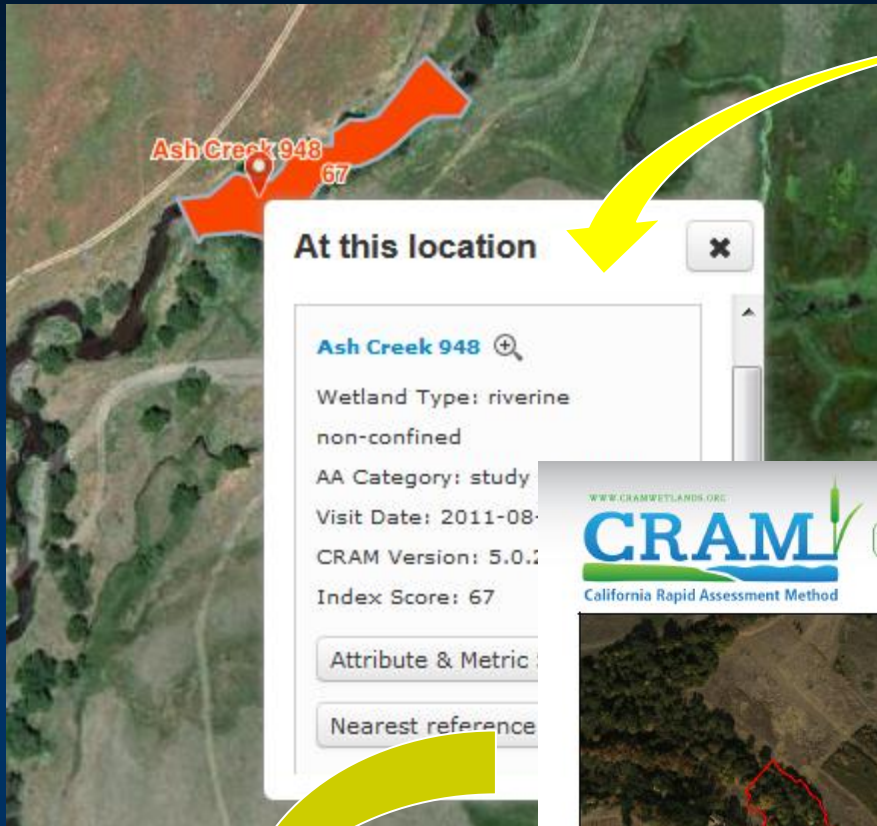 Ash Creek 948
67
At this location
Ash Creek 948
Wetland Type: riverine
non-confined
AA Category: study
Visit Date: 2011-08-
CRAM Version: 5.0.2
Index Score: 67
Attribute & Metric
Nearest reference
WWW.CRAMWETLANDS.ORG
CRAM
California Rapid Assessment Method